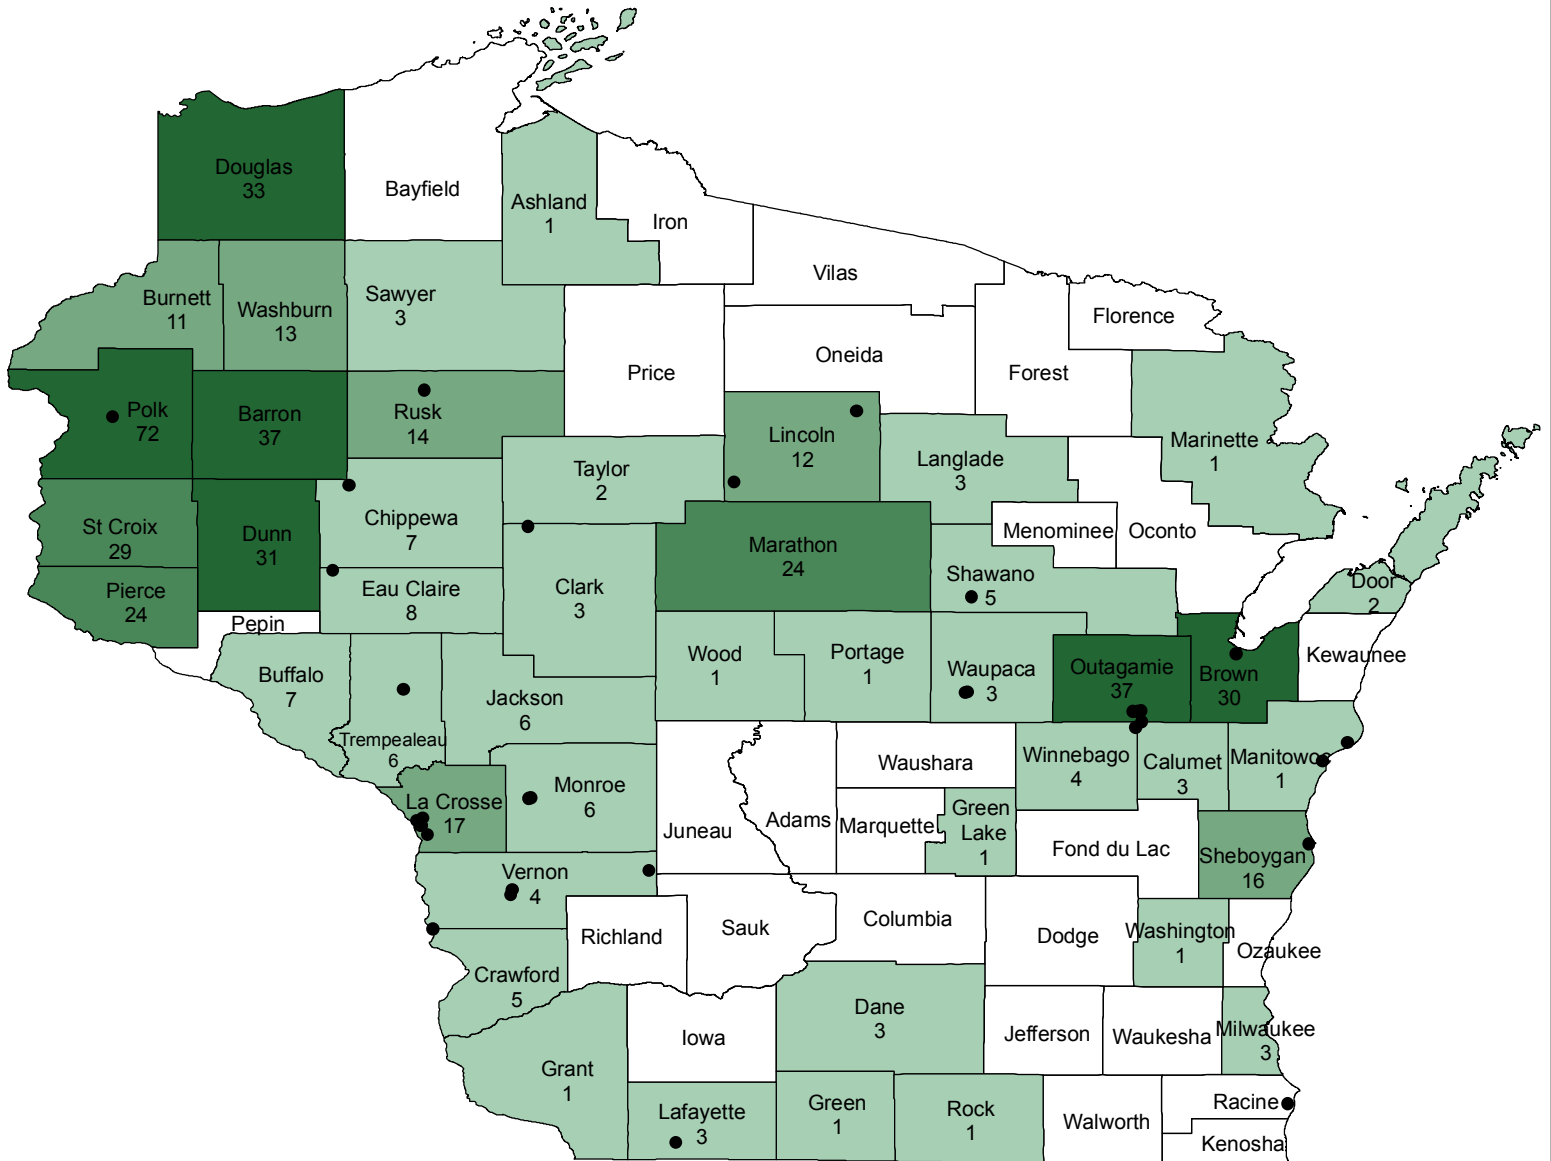 Douglas
33
Bayfield
Ashland
1
Iron
Vilas
Burnett
11
Washburn
13
Sawyer
3
Florence
Oneida
Price
Forest
Polk
72
Barron
37
Rusk
14
Lincoln
12
Langlade
3
Marinette
1
Taylor
2
St Croix
29
Dunn
31
Chippewa
7
Marathon
24
Menominee
Oconto
Pierce
24
Eau Claire
8
Clark
3
Shawano
5
Door
2
Pepin
Buffalo
7
Wood
1
Portage
1
Waupaca
3
Outagamie
37
Brown
30
Kewaunee
Jackson
6
Trempealeau
6
Waushara
Winnebago
4
Calumet
3
Manitowoc
1
La Crosse
17
Monroe
6
Juneau
Adams
Marquette
Green
Lake
1
Fond du Lac
Sheboygan
16
Vernon
4
Richland
Sauk
Columbia
Dodge
Washington
1
Ozaukee
Crawford
5
Iowa
Dane
3
Jefferson
Waukesha
Milwaukee
3
Grant
1
Lafayette
3
Green
1
Rock
1
Walworth
Racine
Kenosha